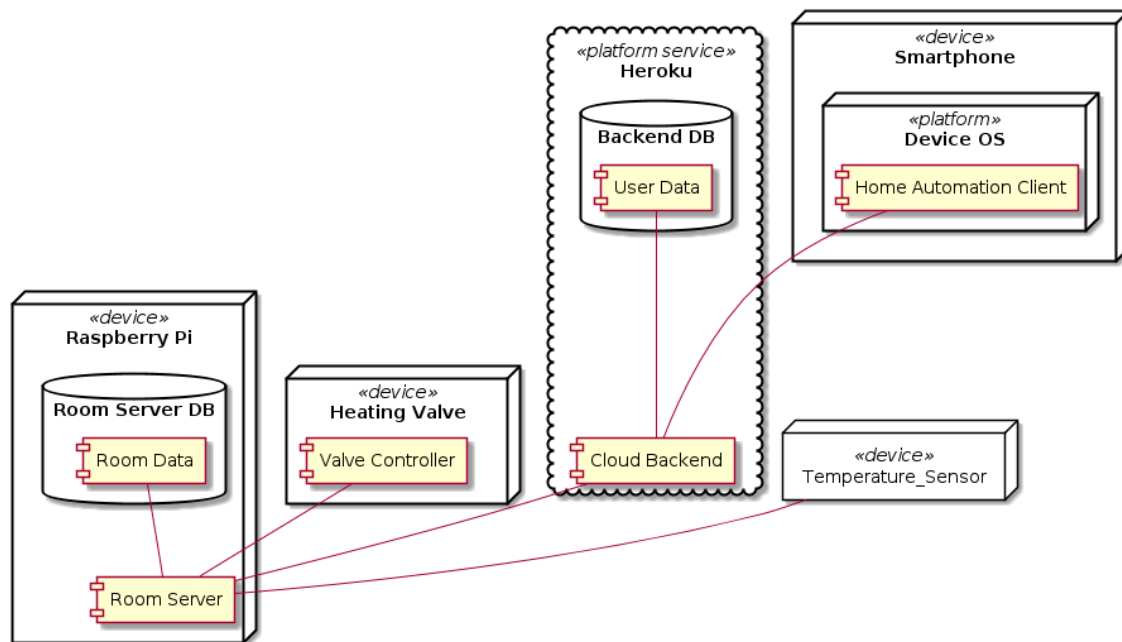 «platform service»
Heroku
Backend DB
User Data
«device»
Smartphone
«platform»
Device OS
Home Automation Client
«device»
Raspberry Pi
Room Server DB
Room Data
«device»
Heating Valve
Valve Controller
Cloud Backend
«device»
Temperature_Sensor
Room Server